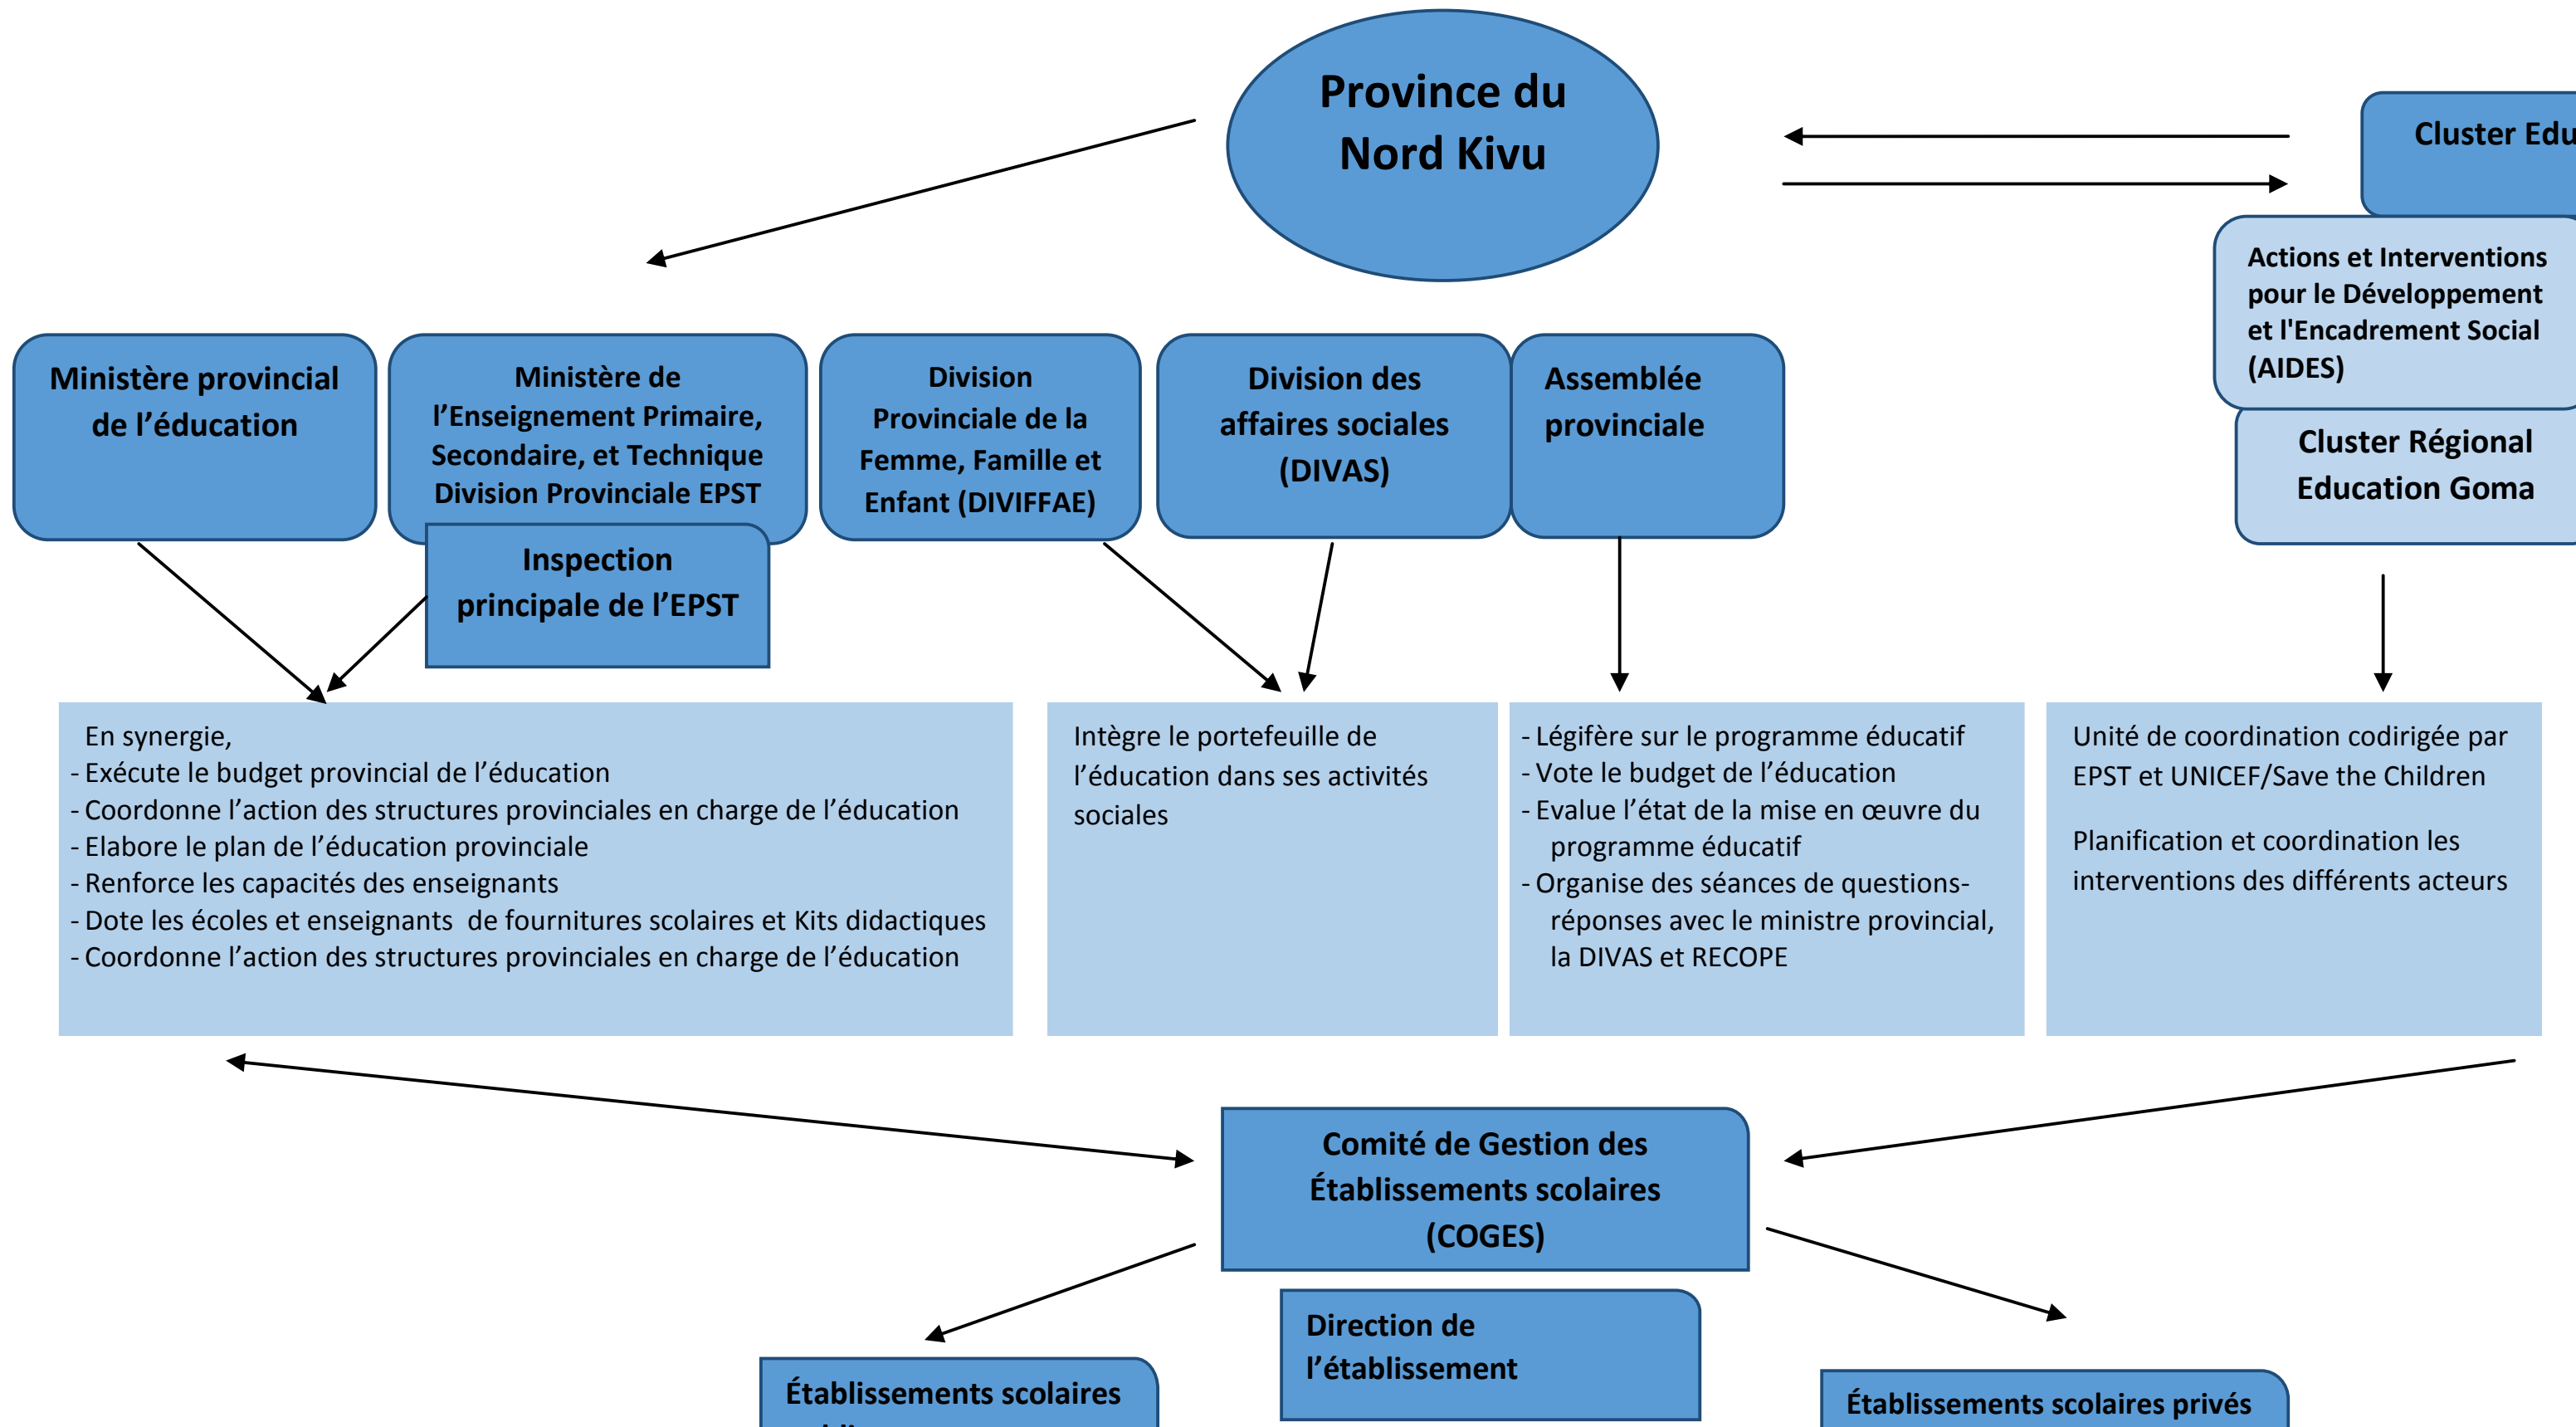 Province du
Nord Kivu
Cluster Edu
Actions et Interventions
pour le Développement
et l'Encadrement Social
(AIDES)
Cluster Régional
Education Goma
Ministère provincial
de l’éducation
Ministère de
l’Enseignement Primaire,
Secondaire, et Technique
Division Provinciale EPST
Inspection
principale de l’EPST
Division
Provinciale de la
Femme, Famille et
Enfant (DIVIFFAE)
Division des
affaires sociales
(DIVAS)
Assemblée
provinciale
En synergie,
- Exécute le budget provincial de l’éducation
- Coordonne l’action des structures provinciales en charge de l’éducation
- Elabore le plan de l’éducation provinciale
- Renforce les capacités des enseignants
- Dote les écoles et enseignants  de fournitures scolaires et Kits didactiques
- Coordonne l’action des structures provinciales en charge de l’éducation
Intègre le portefeuille de
l’éducation dans ses activités
sociales
- Légifère sur le programme éducatif
- Vote le budget de l’éducation
- Evalue l’état de la mise en œuvre du
programme éducatif
- Organise des séances de questions-
réponses avec le ministre provincial,
la DIVAS et RECOPE
Unité de coordination codirigée par
EPST et UNICEF/Save the Children
Planification et coordination les
interventions des différents acteurs
Comité de Gestion des
Établissements scolaires
(COGES)
Direction de
l’établissement
Établissements scolaires
Établissements scolaires privés